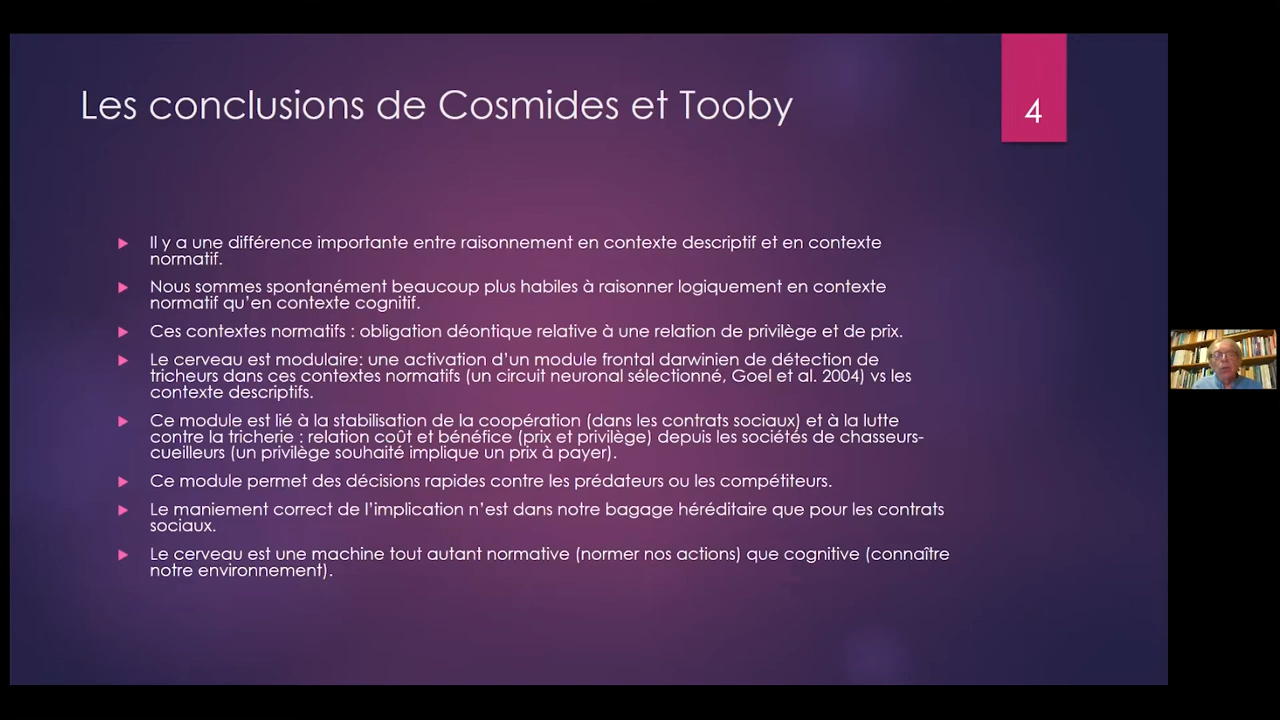 Les conclusions de Cosmides et Tooby
4
Il y a une différence importante entre raisonnement en contexte descriptif et en contexte
normatif.
Nous sommes spontanément beaucoup plus habiles à raisonner logiquement en contexte
normatif qu'en contexte cognitif.
Ces contextes normatifs : obligation déontique relative à une relation de privilège et de prix.
Le cerveau est modulaire: une activation d'un module frontal darwinien de détection de
tricheurs dans ces contextes normatifs (un circuit neuronal sélectionné, Goel et al. 2004) vs les
contexte descriptifs.
Ce module est lié à la stabilisation de la coopération (dans les contrats sociaux) et à la lutte
contre la tricherie : relation coût et bénéfice (prix et privilège) depuis les sociétés de chasseurs-
cueilleurs (un privilège souhaité implique un prix à payer).
Ce module permet des décisions rapides contre les prédateurs ou les compétiteurs.
Le maniement correct de l'implication n'est dans notre bagage héréditaire que pour les contrats
sociaux.
Le cerveau est une machine tout autant normative (normer nos actions) que cognitive (connaître
notre environnement).